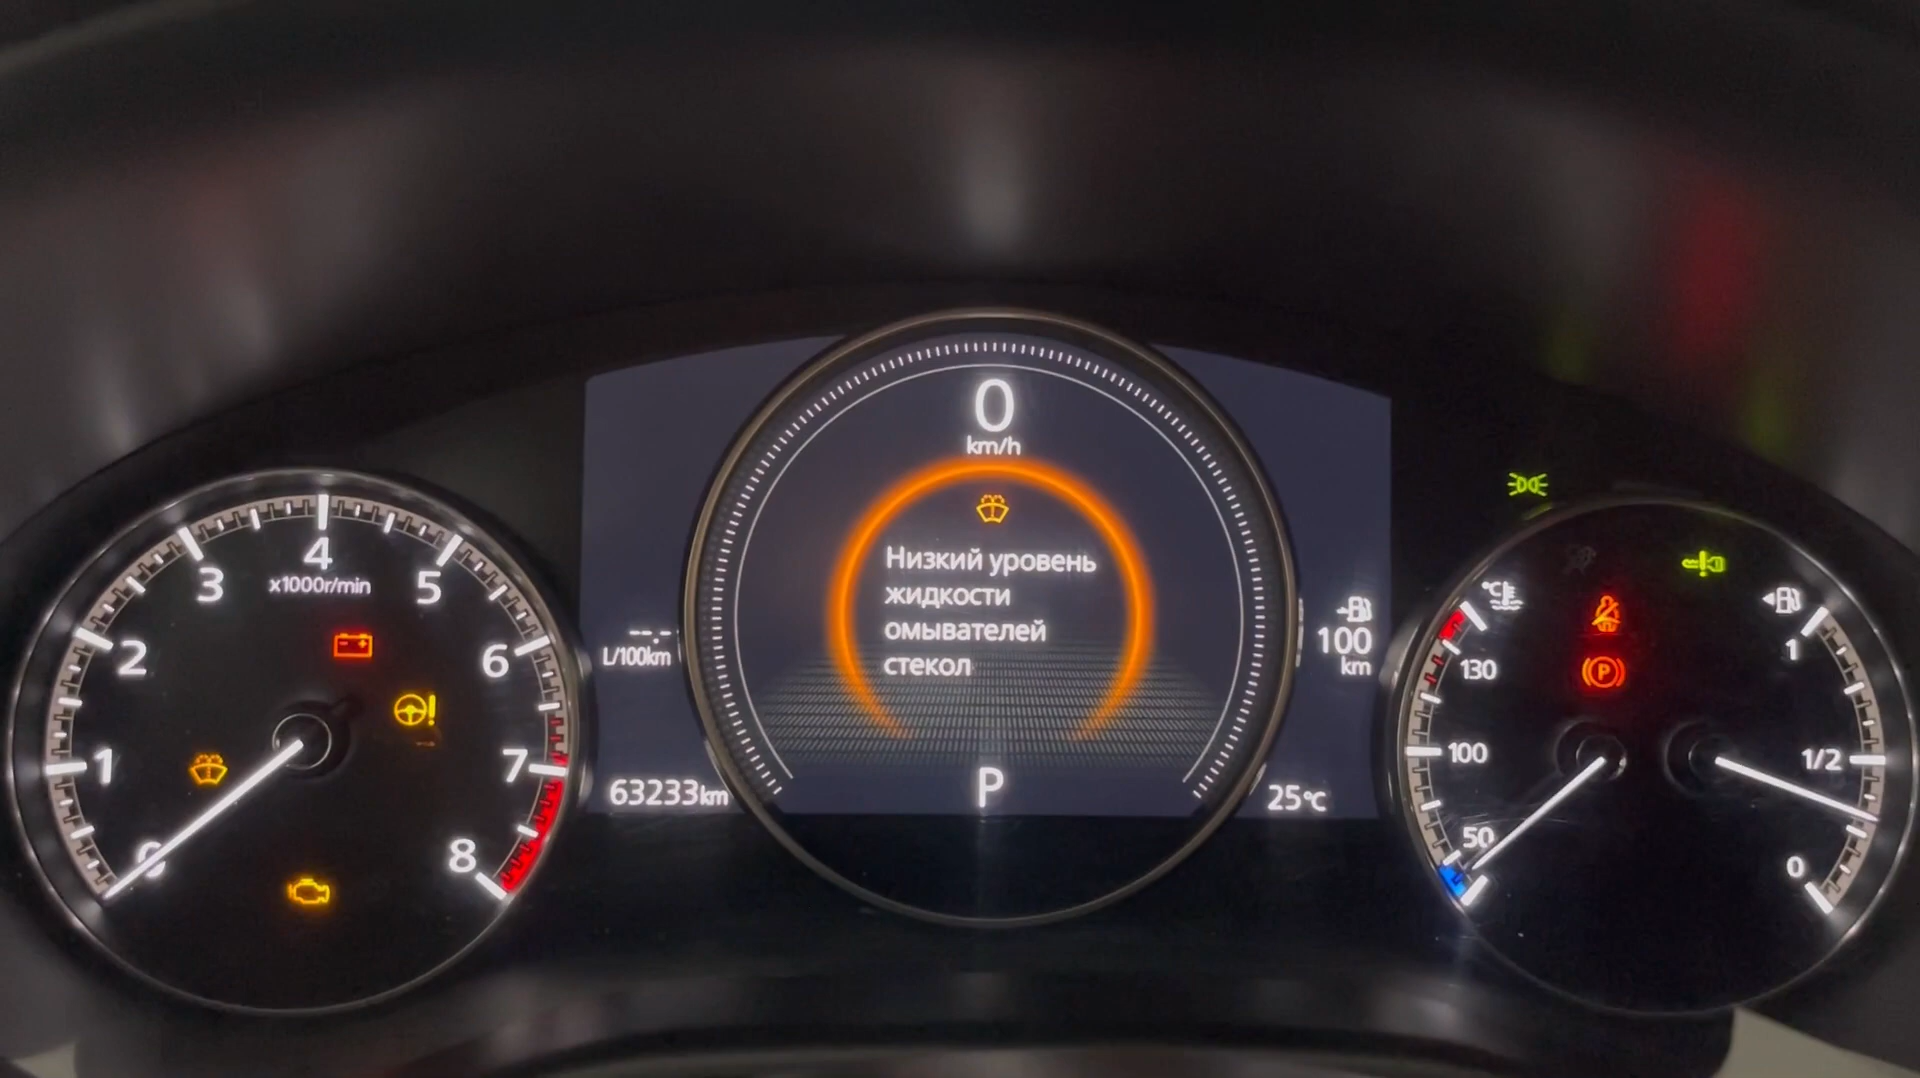 0
km/h
Низкий уровень
жидкости
омывателей
стекол
P
4
x1000r/min
3
5
2
6
1
7
0
8
--.-
L/100km
63233km
100
km
25°C
°C
130
100
50
1
1/2
0
P